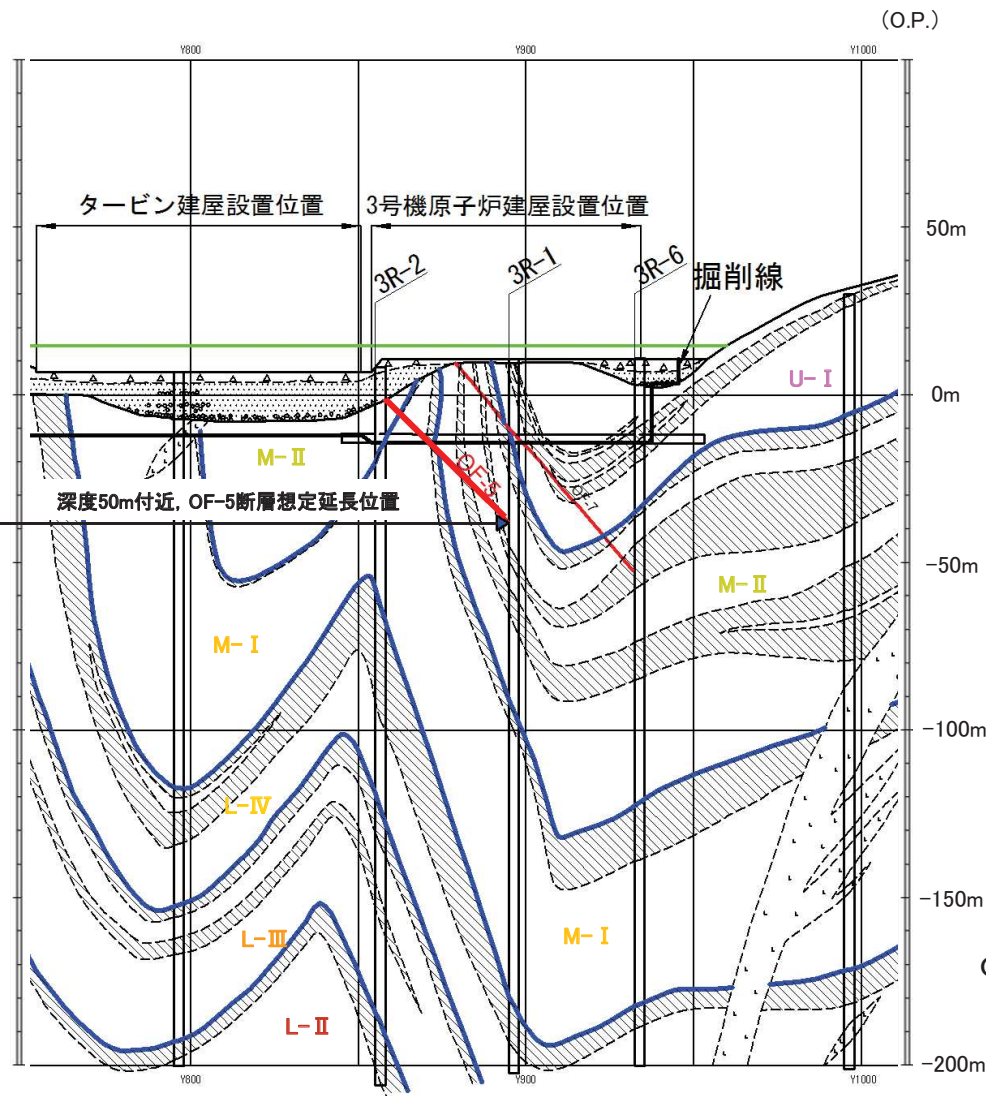 (O.P.)
Y800
Y900
Y1000
タービン建屋設置位置
3号機原子炉建屋設置位置
50m
3R-2
3R-1
3R-6
掘削線
U-Ⅰ
0m
M-Ⅱ
OF-5
深度50m付近, OF-5断層想定延長位置
-50m
M-Ⅱ
M-Ⅰ
-100m
L-Ⅳ
-150m
L-Ⅲ
M-Ⅰ
L-Ⅱ
-200m
Y800
Y900
Y1000